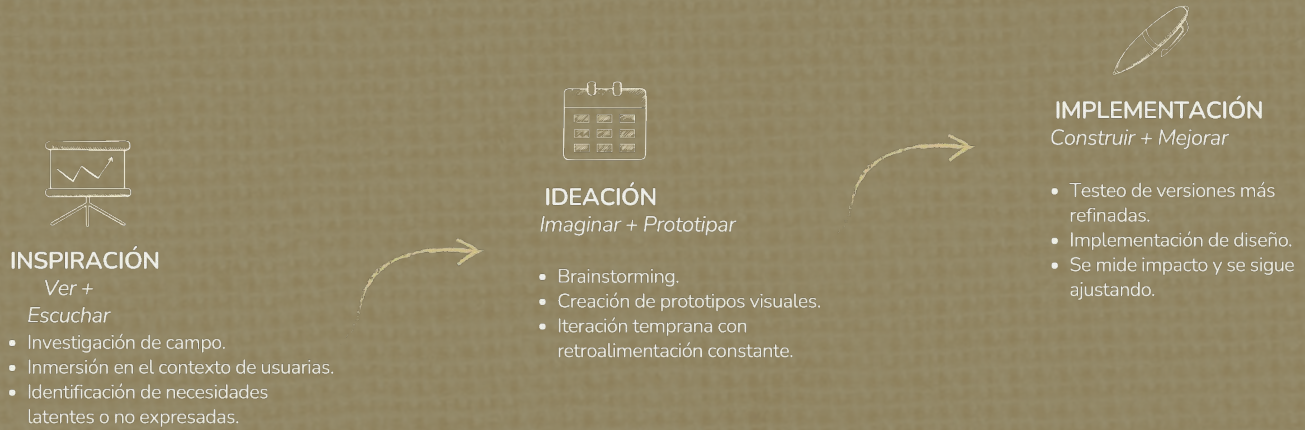 INSPIRACIÓN
Ver +
Escuchar
• Investigación de campo.
• Inmersión en el contexto de usuarias.
• Identificación de necesidades
latentes o no expresadas.
IDEACIÓN
Imaginar + Prototipar
• Brainstorming.
• Creación de prototipos visuales.
• Iteración temprana con
retroalimentación constante.
IMPLEMENTACIÓN
Construir + Mejorar
• Testeo de versiones más
refinadas.
• Implementación de diseño.
• Se mide impacto y se sigue
ajustando.